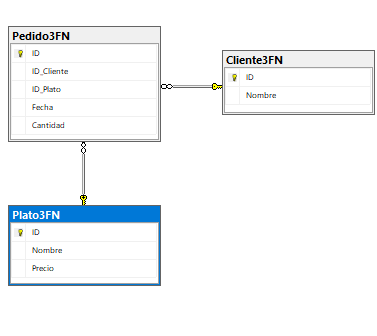 Pedido3FN
ID
ID_Cliente
ID_Plato
Fecha
Cantidad
Cliente3FN
ID
Nombre
Plato3FN
ID
Nombre
Precio